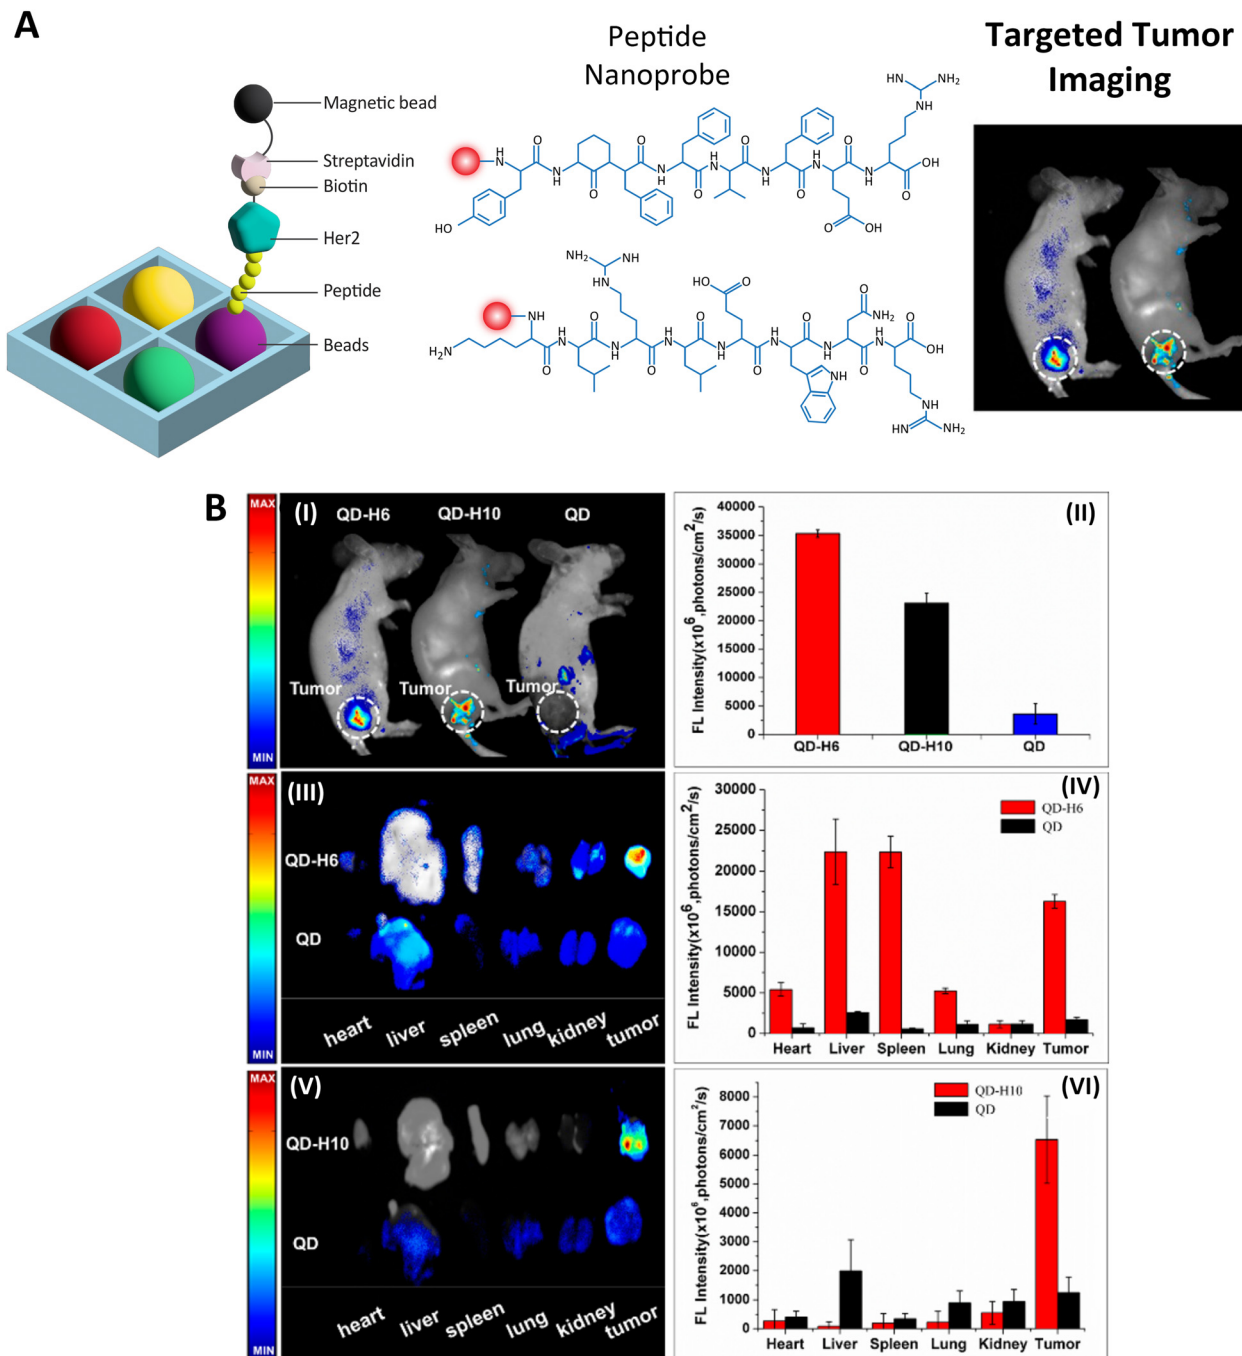 A
Magnetic bead
Streptavidin
Biotin
Her2
Peptide
Beads
Peptide
Nanoprobe
HN
NH2
NH
H
N
O
N
H
O
O
H
N
O
N
H
O
H
N
O
N
H
OH
O
HO
O
OH
NH2
NH
HN
NH
H2N
O
N
H
O
N
H
O
N
H
O
HO
O
N
H
O
N
H
O
NH2
O
N
H
O
OH
NH
NH
HN
NH2
Targeted Tumor
Imaging
B
MAX
MIN
(I)
QD-H6
QD-H10
QD
Tumor
Tumor
Tumor
(II)
FL Intensity(x10^6,photons/cm^2/s)
40000
35000
30000
25000
20000
15000
10000
5000
0
QD-H6
QD-H10
QD
MAX
MIN
(III)
QD-H6
QD
heart
liver
spleen
lung
kidney
tumor
(IV)
FL Intensity(x10^6,photons/cm^2/s)
30000
25000
20000
15000
10000
5000
0
QD-H6
QD
Heart
Liver
Spleen
Lung
Kidney
Tumor
MAX
MIN
(V)
QD-H10
QD
heart
liver
spleen
lung
kidney
tumor
(VI)
FL Intensity(x10^6,photons/cm^2/s)
8000
7000
6000
5000
4000
3000
2000
1000
0
QD-H10
QD
Heart
Liver
Spleen
Lung
Kidney
Tumor